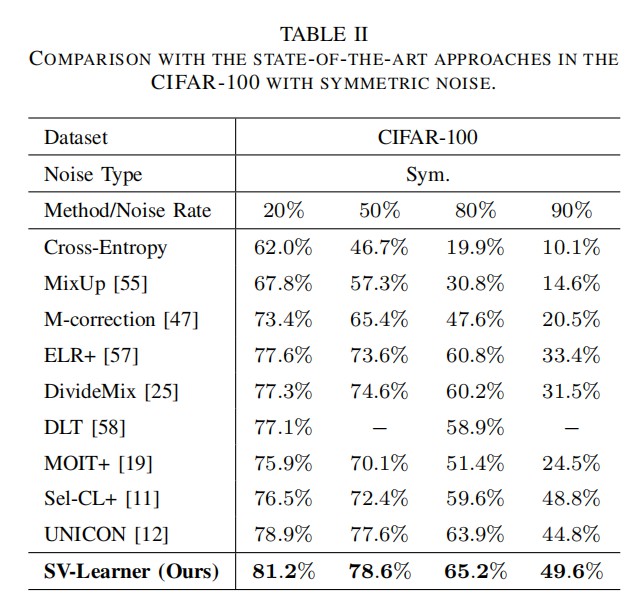 TABLE II
COMPARISON WITH THE STATE-OF-THE-ART APPROACHES IN THE
CIFAR-100 WITH SYMMETRIC NOISE.
Dataset CIFAR-100
Noise Type Sym.
Method/Noise Rate 20% 50% 80% 90%
Cross-Entropy 62.0% 46.7% 19.9% 10.1%
MixUp [55] 67.8% 57.3% 30.8% 14.6%
M-correction [47] 73.4% 65.4% 47.6% 20.5%
ELR+ [57] 77.6% 73.6% 60.8% 33.4%
DivideMix [25] 77.3% 74.6% 60.2% 31.5%
DLT [58] 77.1% – 58.9% –
MOIT+ [19] 75.9% 70.1% 51.4% 24.5%
Sel-CL+ [11] 76.5% 72.4% 59.6% 48.8%
UNICON [12] 78.9% 77.6% 63.9% 44.8%
SV-Learner (Ours) 81.2% 78.6% 65.2% 49.6%